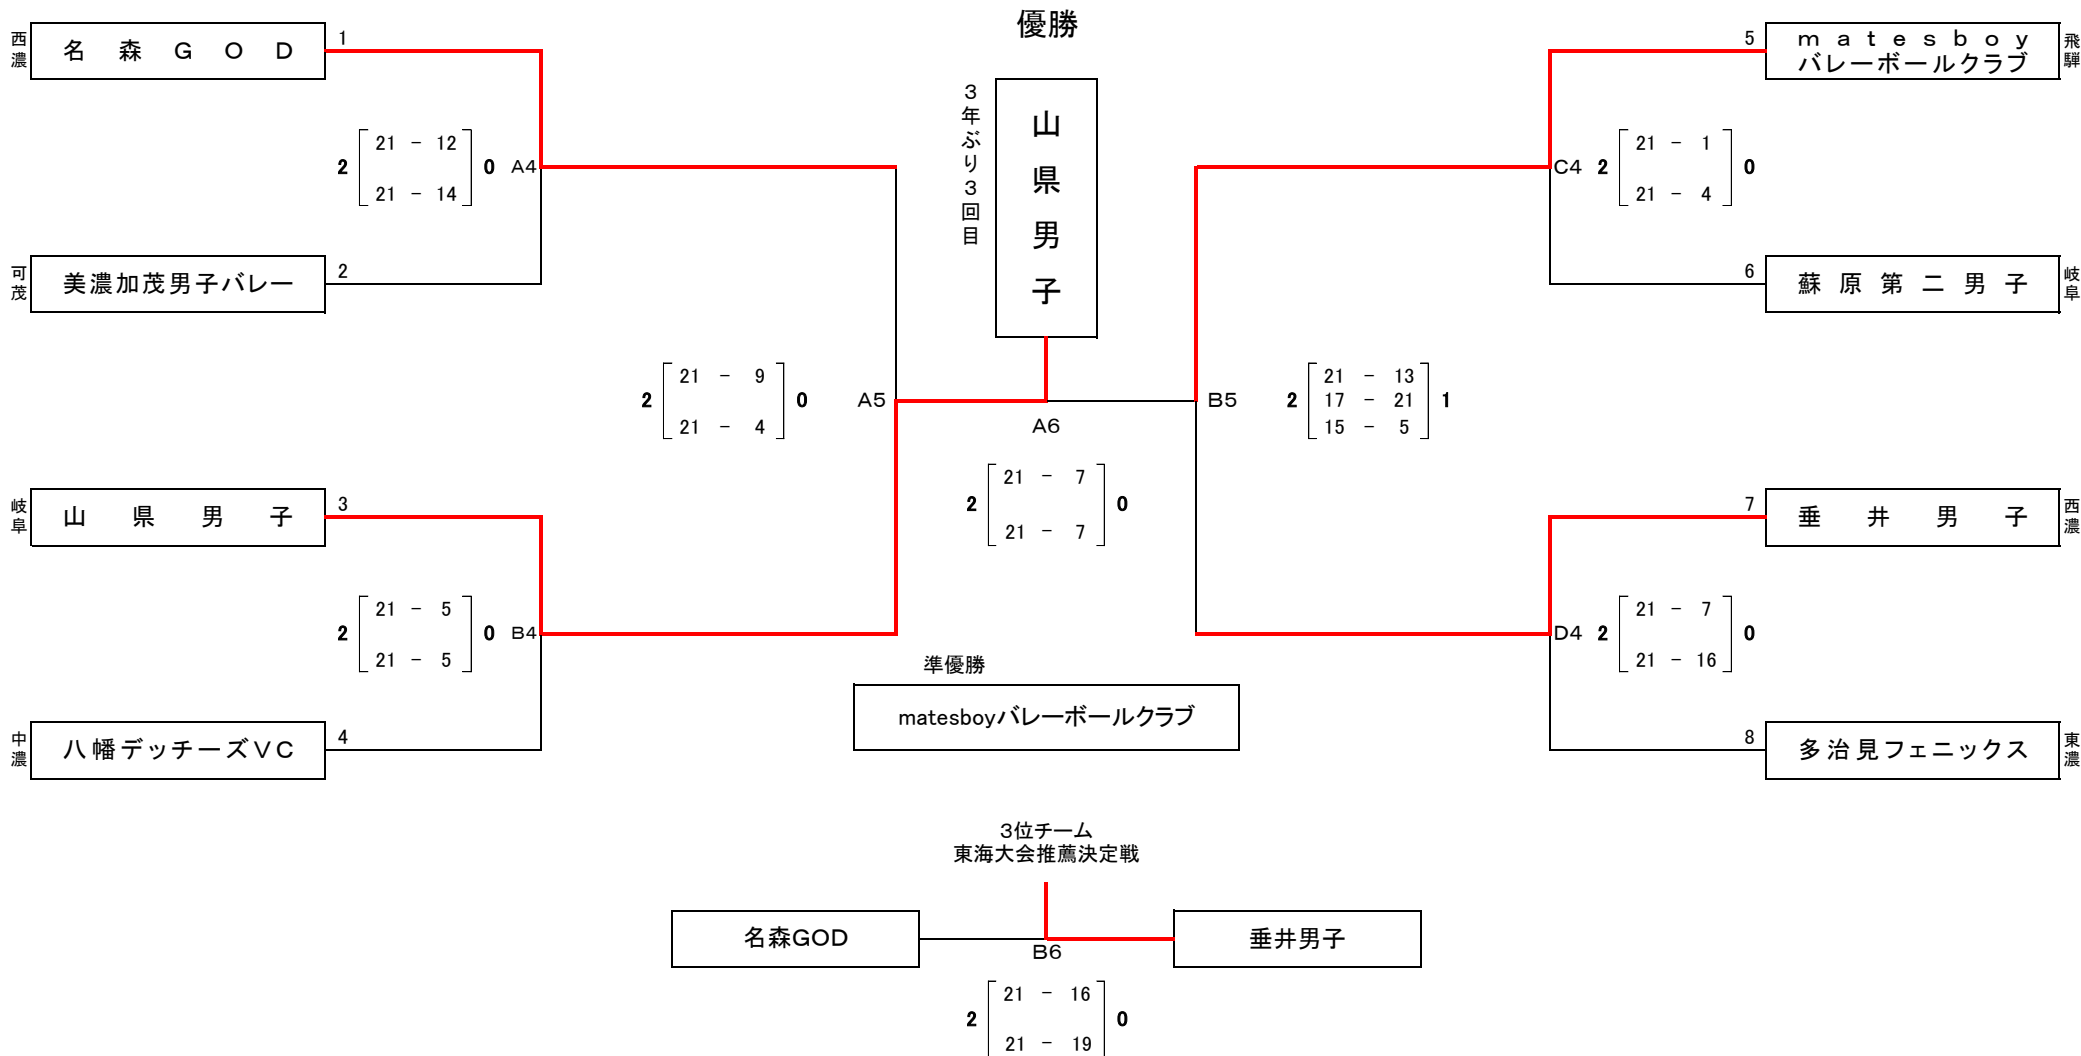 優勝
西濃
名森GOD
1
5
matesboy
バレーボールクラブ
飛騨
3年ぶり3回目
山県男子
2
21 - 12
21 - 14
0
A4
C4
2
21 - 1
21 - 4
0
可茂
美濃加茂男子バレー
2
6
蘇原第二男子
岐阜
2
21 - 9
21 - 4
0
A5
B5
2
21 - 13
17 - 21
15 - 5
1
A6
2
21 - 7
21 - 7
0
岐阜
山県男子
3
7
垂井男子
西濃
2
21 - 5
21 - 5
0
B4
D4
2
21 - 7
21 - 16
0
準優勝
matesboyバレーボールクラブ
中濃
八幡デッチーズVC
4
8
多治見フェニックス
東濃
3位チーム
東海大会推薦決定戦
名森GOD
垂井男子
B6
2
21 - 16
21 - 19
0